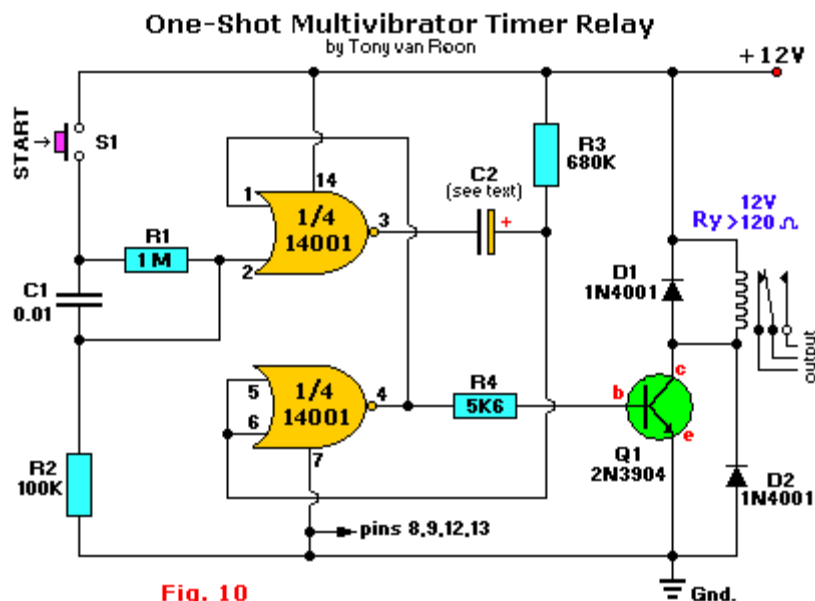 One-Shot Multivibrator Timer Relay
by Tony van Roon
+12V
START
S1
R1
1M
C1
0.01
R2
100K
1
2
14
1/4
14001
3
C2
(see text)
+
R3
680K
12V
Ry>120 Ω
D1
1N4001
output
5
6
1/4
14001
4
7
R4
5K6
b
c
e
Q1
2N3904
D2
1N4001
pins 8,9,12,13
Gnd.
Fig. 10